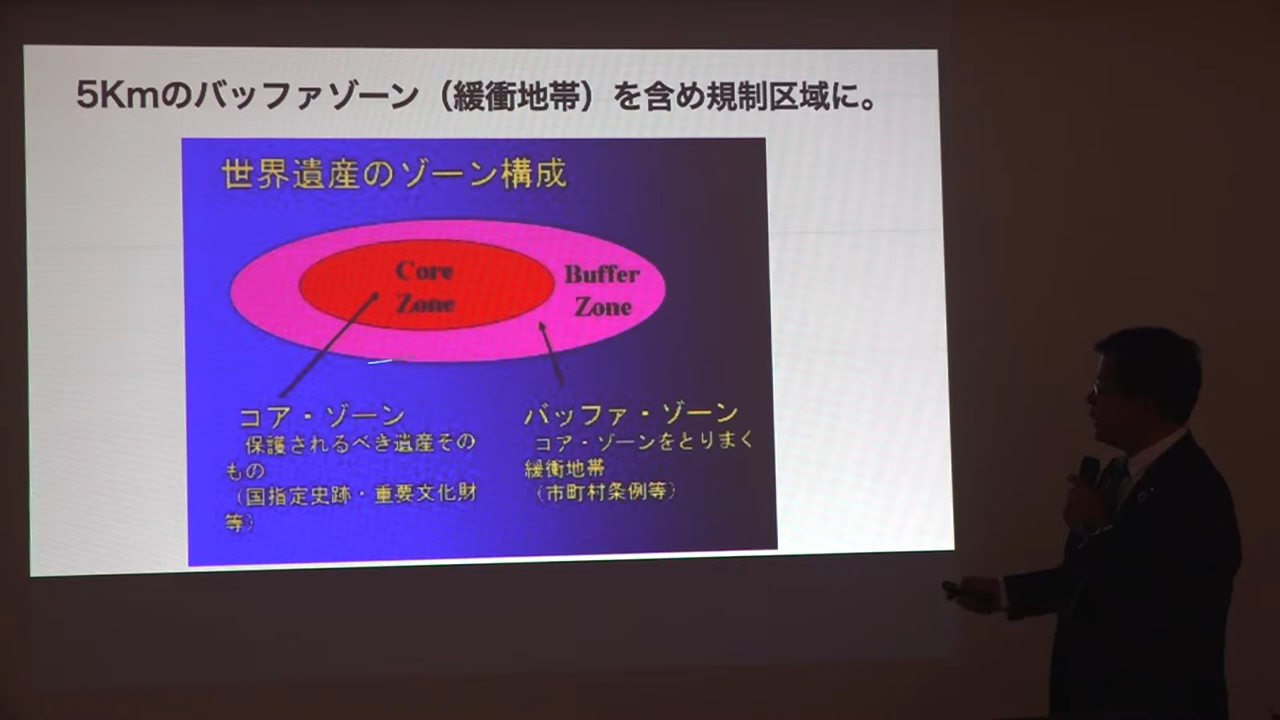 5Kmのバッファゾーン（緩衝地帯）を含め規制区域に。
世界遺産のゾーン構成
Core
Zone
Buffer
Zone
コア・ゾーン
保護されるべき遺産その
もの
（国指定史跡・重要文化財
等）
バッファ・ゾーン
コア・ゾーンをとりまく
緩衝地帯
（市町村条例等）